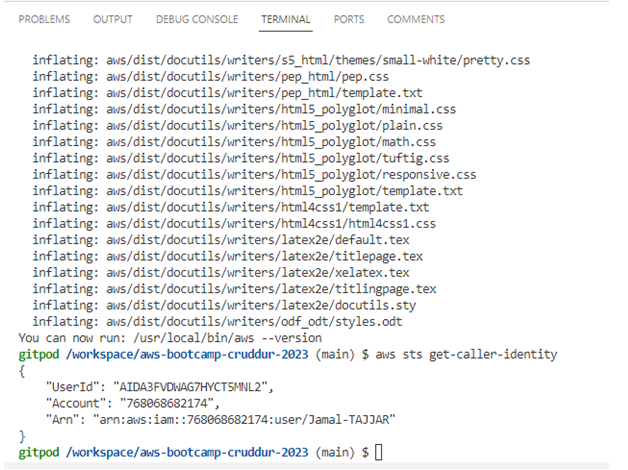 PROBLEMS OUTPUT DEBUG CONSOLE TERMINAL PORTS COMMENTS
inflating: aws/dist/docutils/writers/s5_html/themes/small-white/pretty.css
inflating: aws/dist/docutils/writers/pep_html/pep.css
inflating: aws/dist/docutils/writers/pep_html/template.txt
inflating: aws/dist/docutils/writers/html5_polyglot/minimal.css
inflating: aws/dist/docutils/writers/html5_polyglot/plain.css
inflating: aws/dist/docutils/writers/html5_polyglot/math.css
inflating: aws/dist/docutils/writers/html5_polyglot/tuftig.css
inflating: aws/dist/docutils/writers/html5_polyglot/responsive.css
inflating: aws/dist/docutils/writers/html5_polyglot/template.txt
inflating: aws/dist/docutils/writers/html4css1/template.txt
inflating: aws/dist/docutils/writers/html4css1/html4css1.css
inflating: aws/dist/docutils/writers/latex2e/default.tex
inflating: aws/dist/docutils/writers/latex2e/titlepage.tex
inflating: aws/dist/docutils/writers/latex2e/xelatex.tex
inflating: aws/dist/docutils/writers/latex2e/titlingpage.tex
inflating: aws/dist/docutils/writers/latex2e/docutils.sty
inflating: aws/dist/docutils/writers/odf_odt/styles.odt
You can now run: /usr/local/bin/aws --version
gitpod /workspace/aws-bootcamp-cruddur-2023 (main) $ aws sts get-caller-identity
{
"UserId": "AIDA3FVDWAG7HYCT5MNL2",
"Account": "768068682174",
"Arn": "arn:aws:iam::768068682174:user/Jamal-TAJJAR"
}
gitpod /workspace/aws-bootcamp-cruddur-2023 (main) $